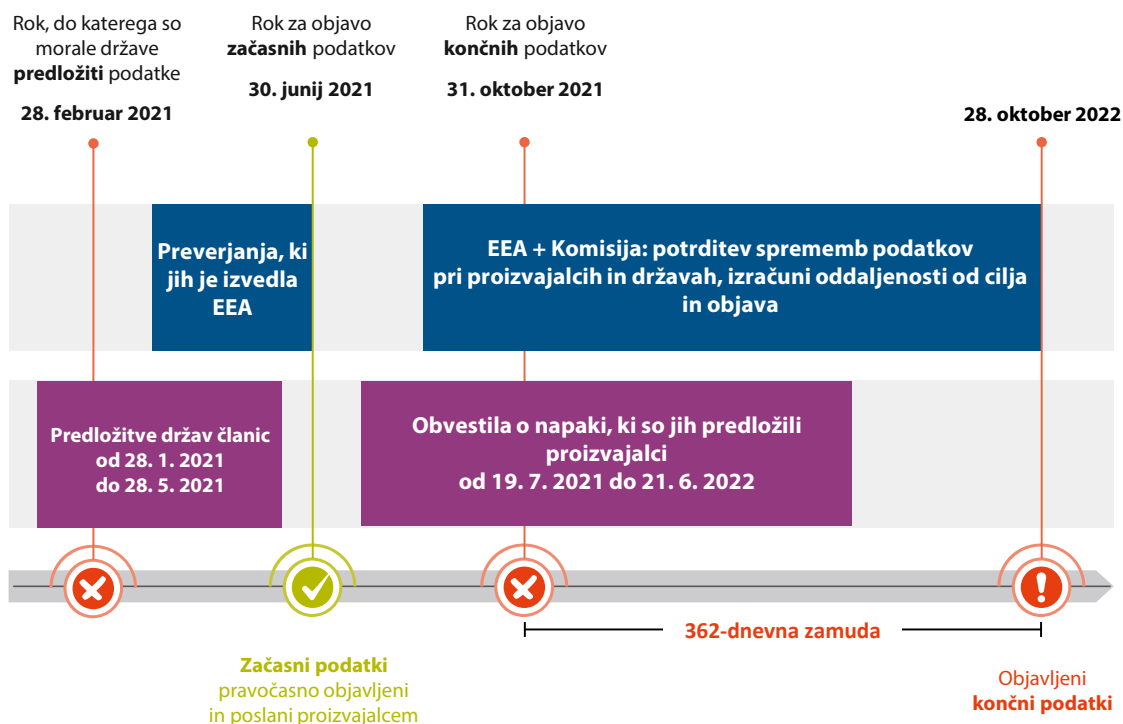 Rok, do katerega so
morale države
predložiti podatke
28. februar 2021
Rok za objavo
začasnih podatkov
30. junij 2021
Rok za objavo
končnih podatkov
31. oktober 2021
28. oktober 2022
Preverjanja, ki
jih je izvedla
EEA
EEA + Komisija: potrditev sprememb podatkov
pri proizvajalcih in državah, izračuni oddaljenosti od cilja
in objava
Predložitve držav članic
od 28. 1. 2021
do 28. 5. 2021
Obvestila o napaki, ki so jih predložili
proizvajalci
od 19. 7. 2021 do 21. 6. 2022
362-dnevna zamuda
Začasni podatki
pravočasno objavljeni
in poslani proizvajalcem
Objavljeni
končni podatki